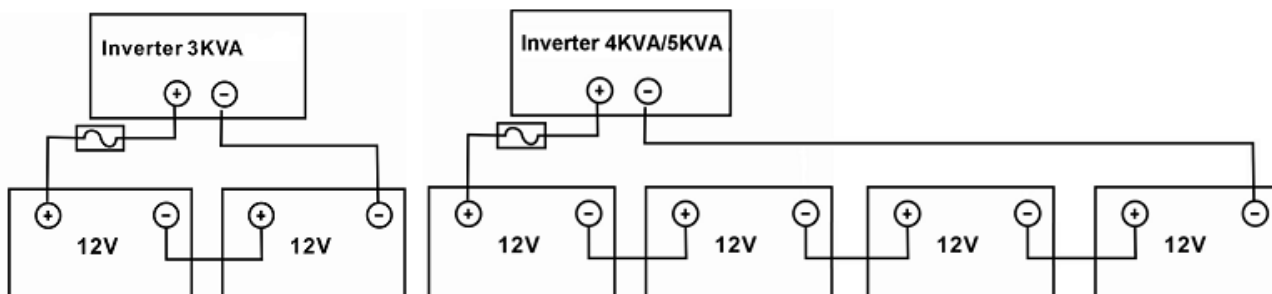 Inverter 3KVA
+ -
+ - + -
12V 12V
Inverter 4KVA/5KVA
+ -
+ - + - + - + -
12V 12V 12V 12V